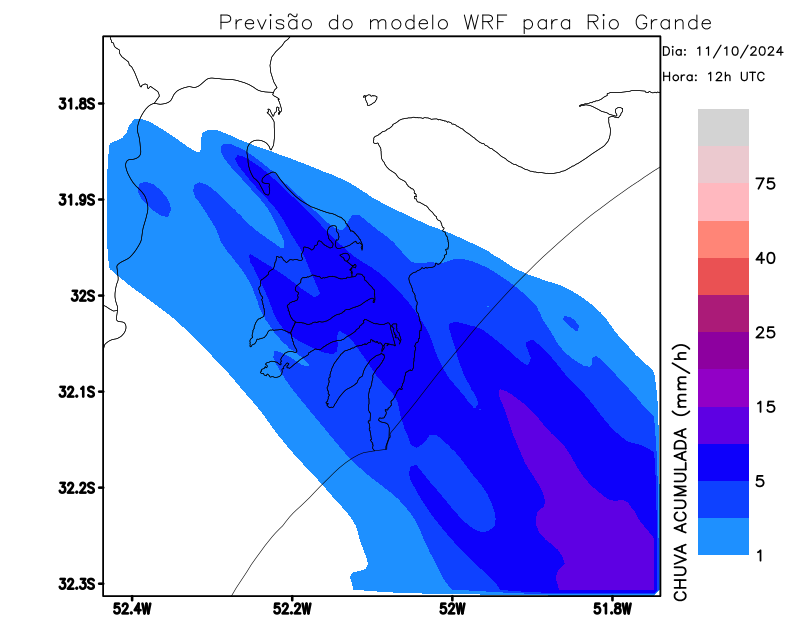 Previsão do modelo WRF para Rio Grande
Dia: 11/10/2024
Hora: 12h UTC
31.8S
31.9S
32S
32.1S
32.2S
32.3S
52.4W
52.2W
52W
51.8W
75
40
25
15
5
1
CHUVA ACUMULADA (mm/h)